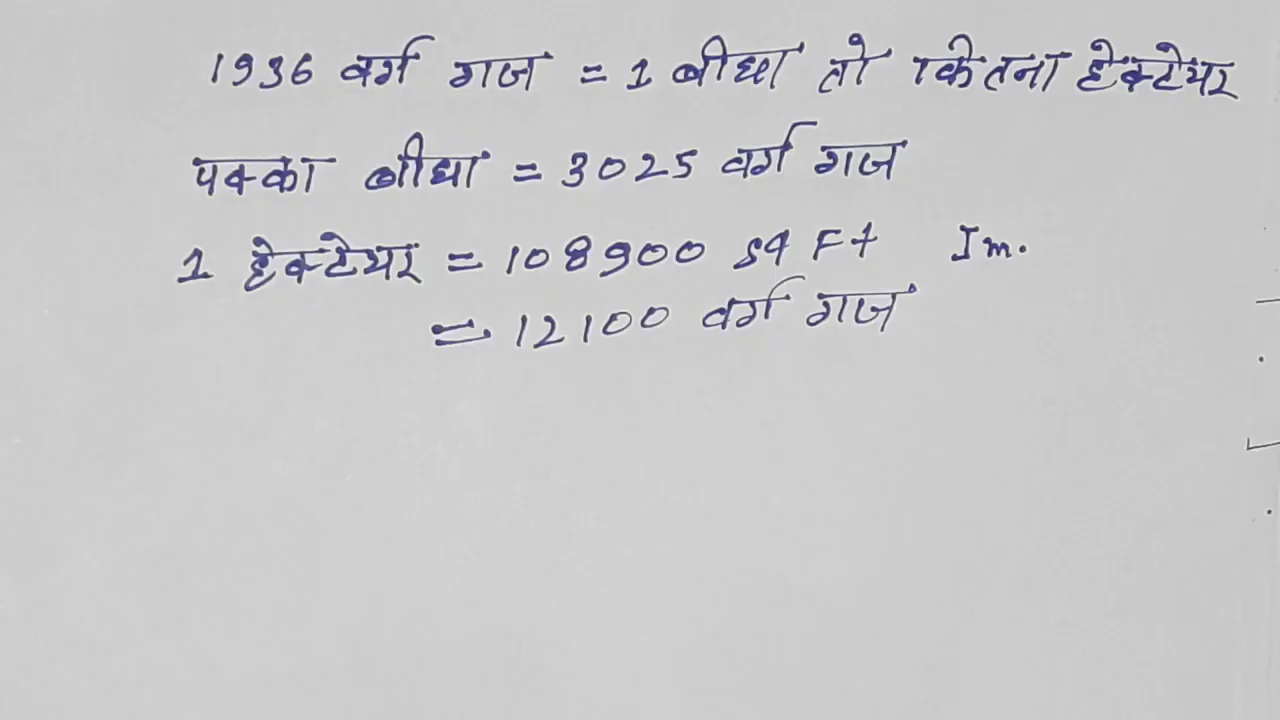 1936 वर्ग गज = 1 बीघा तो कितना हेक्टेयर
पक्का बीघा = 3025 वर्ग गज
1 हेक्टेयर = 108900 sq Ft Im.
= 12100 वर्ग गज